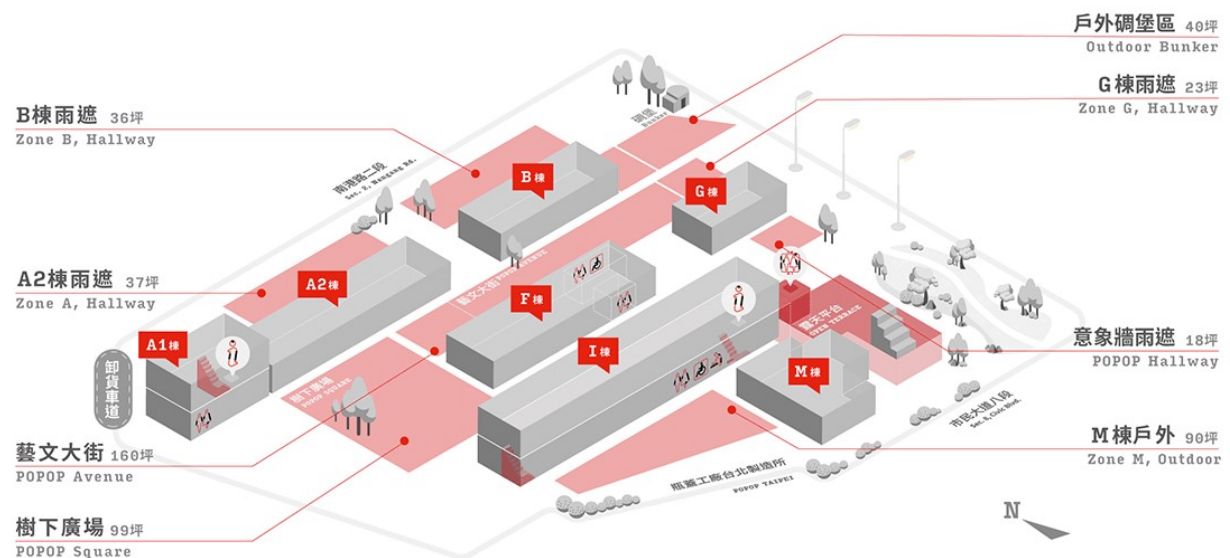 戶外碉堡區 40坪
Outdoor Bunker
G棟雨遮 23坪
Zone G, Hallway
B棟雨遮 36坪
Zone B, Hallway
碉堡
Bunker
南港路二段
Sec. 2, Nangang Rd.
B棟
G棟
A2棟雨遮 37坪
Zone A, Hallway
A2棟
藝文大街 POPOP AVENUE
F棟
露天平台
OPEN TERRACE
A1棟
I棟
M棟
意象牆雨遮 18坪
POPOP Hallway
卸貨車道
樹下廣場
POPOP SQUARE
市民大道八段
Sec. 8, Civic Blvd.
藝文大街 160坪
POPOP Avenue
M棟戶外 90坪
Zone M, Outdoor
瓶蓋工廠台北製造所
POPOP TAIPEI
樹下廣場 99坪
POPOP Square
N